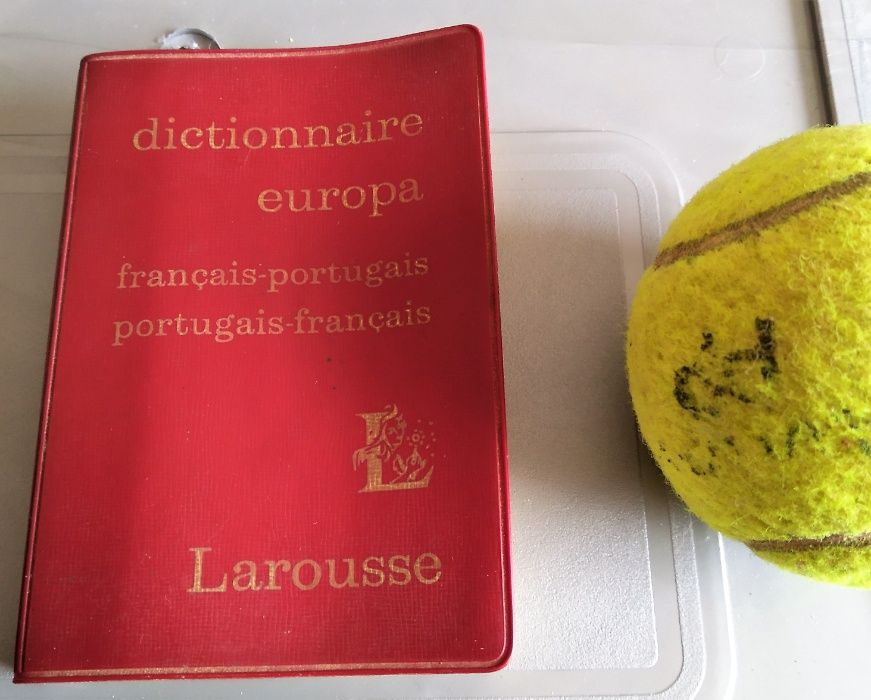 dictionnaire
europa
français-portugais
portugais-français
L
Larousse